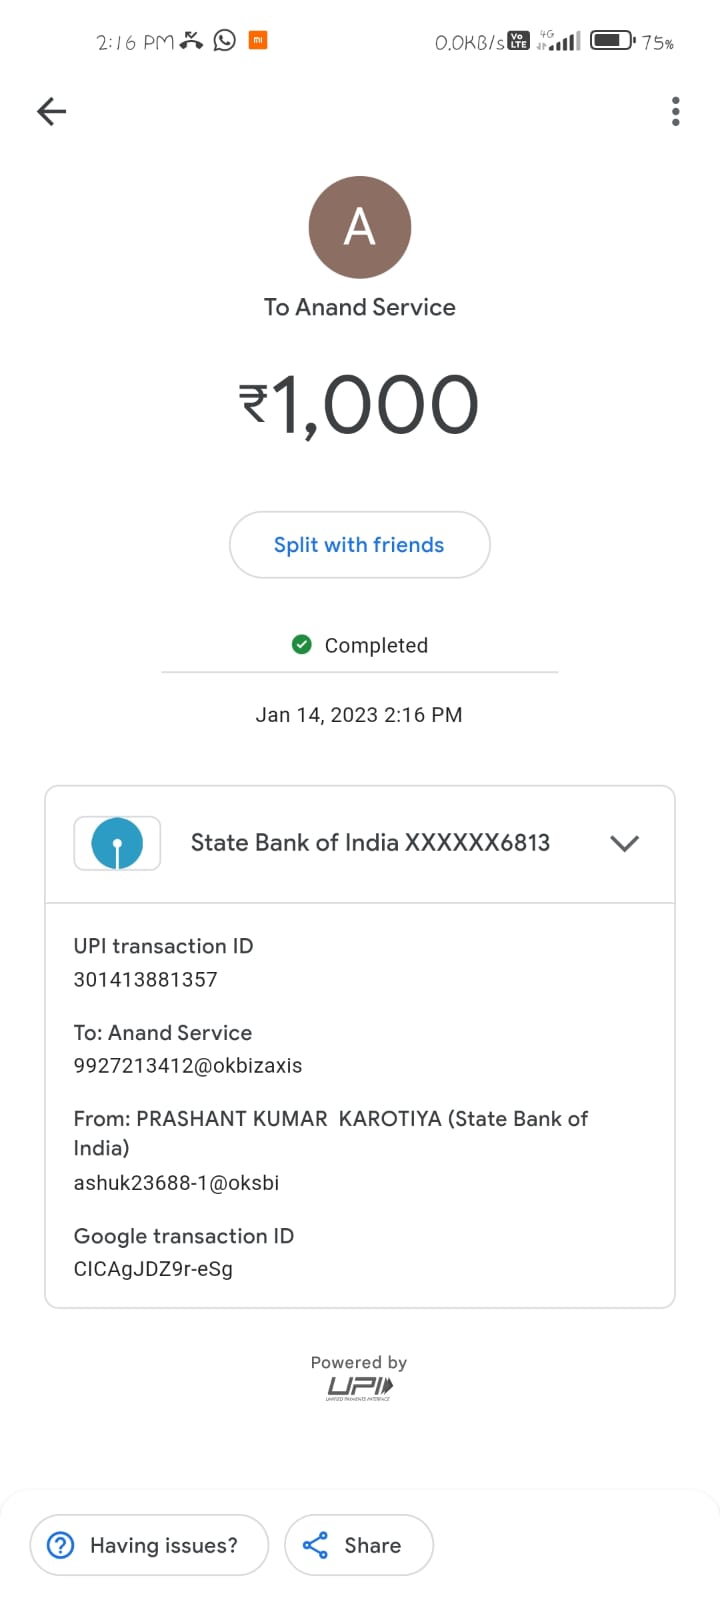 2:16 PM mi 0.0KB/s Vo LTE 4G 75%
A
To Anand Service
₹1,000
Split with friends
Completed
Jan 14, 2023 2:16 PM
State Bank of India XXXXXX6813
UPI transaction ID
301413881357
To: Anand Service
9927213412@okbizaxis
From: PRASHANT KUMAR KAROTIYA (State Bank of
India)
ashuk23688-1@oksbi
Google transaction ID
CICAgJDZ9r-eSg
Powered by
UPI
UNIFIED PAYMENTS INTERFACE
Having issues? Share